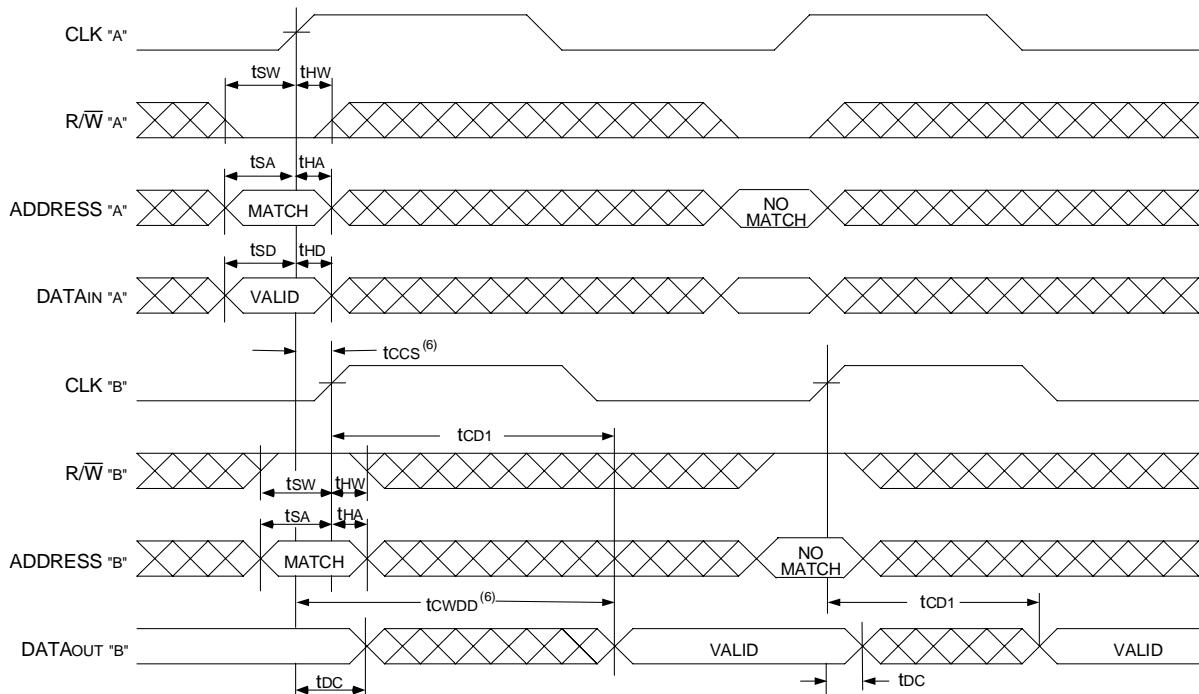 CLK "A"
tSW tHW
R/W̅ "A"
tSA tHA
ADDRESS "A" MATCH NO MATCH
tSD tHD
DATAIN "A" VALID
tCCS(6)
CLK "B"
tCD1
R/W̅ "B"
tSW tHW
tSA tHA
ADDRESS "B" MATCH NO MATCH
tCWDD(6) tCD1
DATAOUT "B" VALID VALID
tDC tDC